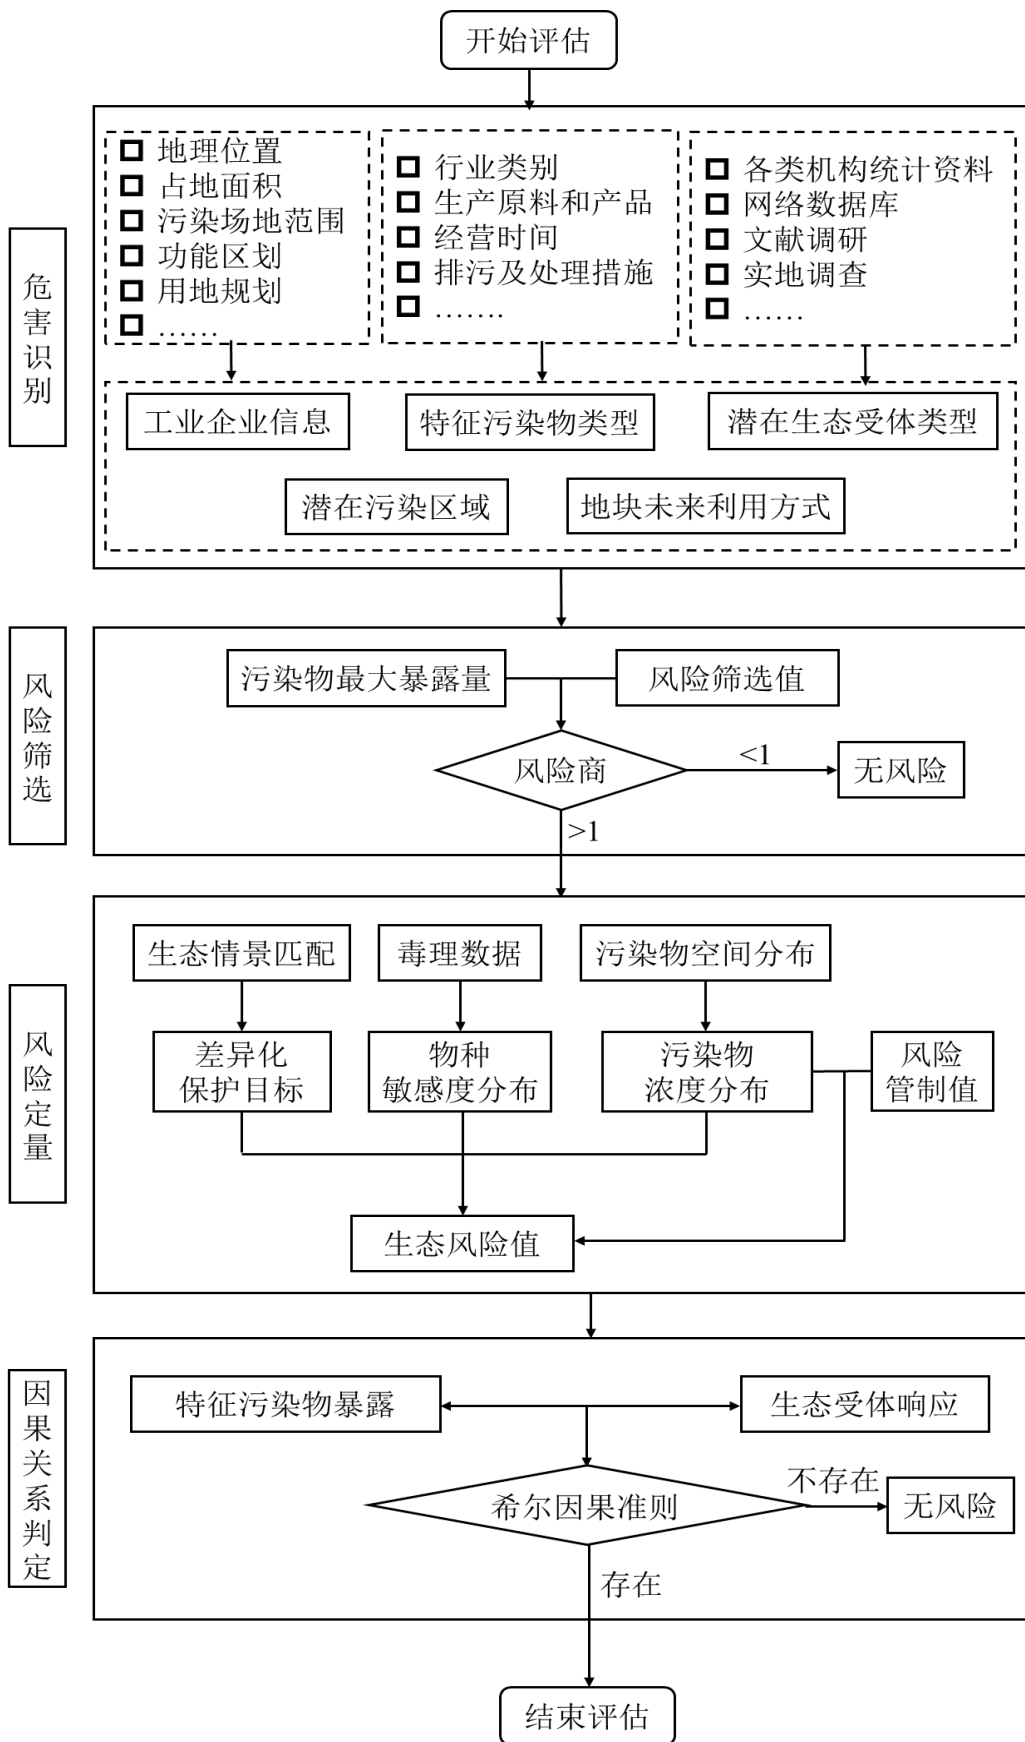 开始评估
危害识别
地理位置
占地面积
污染场地范围
功能区划
用地规划
……
行业类别
生产原料和产品
经营时间
排污及处理措施
…….
各类机构统计资料
网络数据库
文献调研
实地调查
……
工业企业信息
特征污染物类型
潜在生态受体类型
潜在污染区域
地块未来利用方式
风险筛选
污染物最大暴露量
风险筛选值
风险商
<1
无风险
>1
风险定量
生态情景匹配
毒理数据
污染物空间分布
差异化
保护目标
物种
敏感度分布
污染物
浓度分布
风险
管制值
生态风险值
因果关系判定
特征污染物暴露
生态受体响应
希尔因果准则
不存在
无风险
存在
结束评估